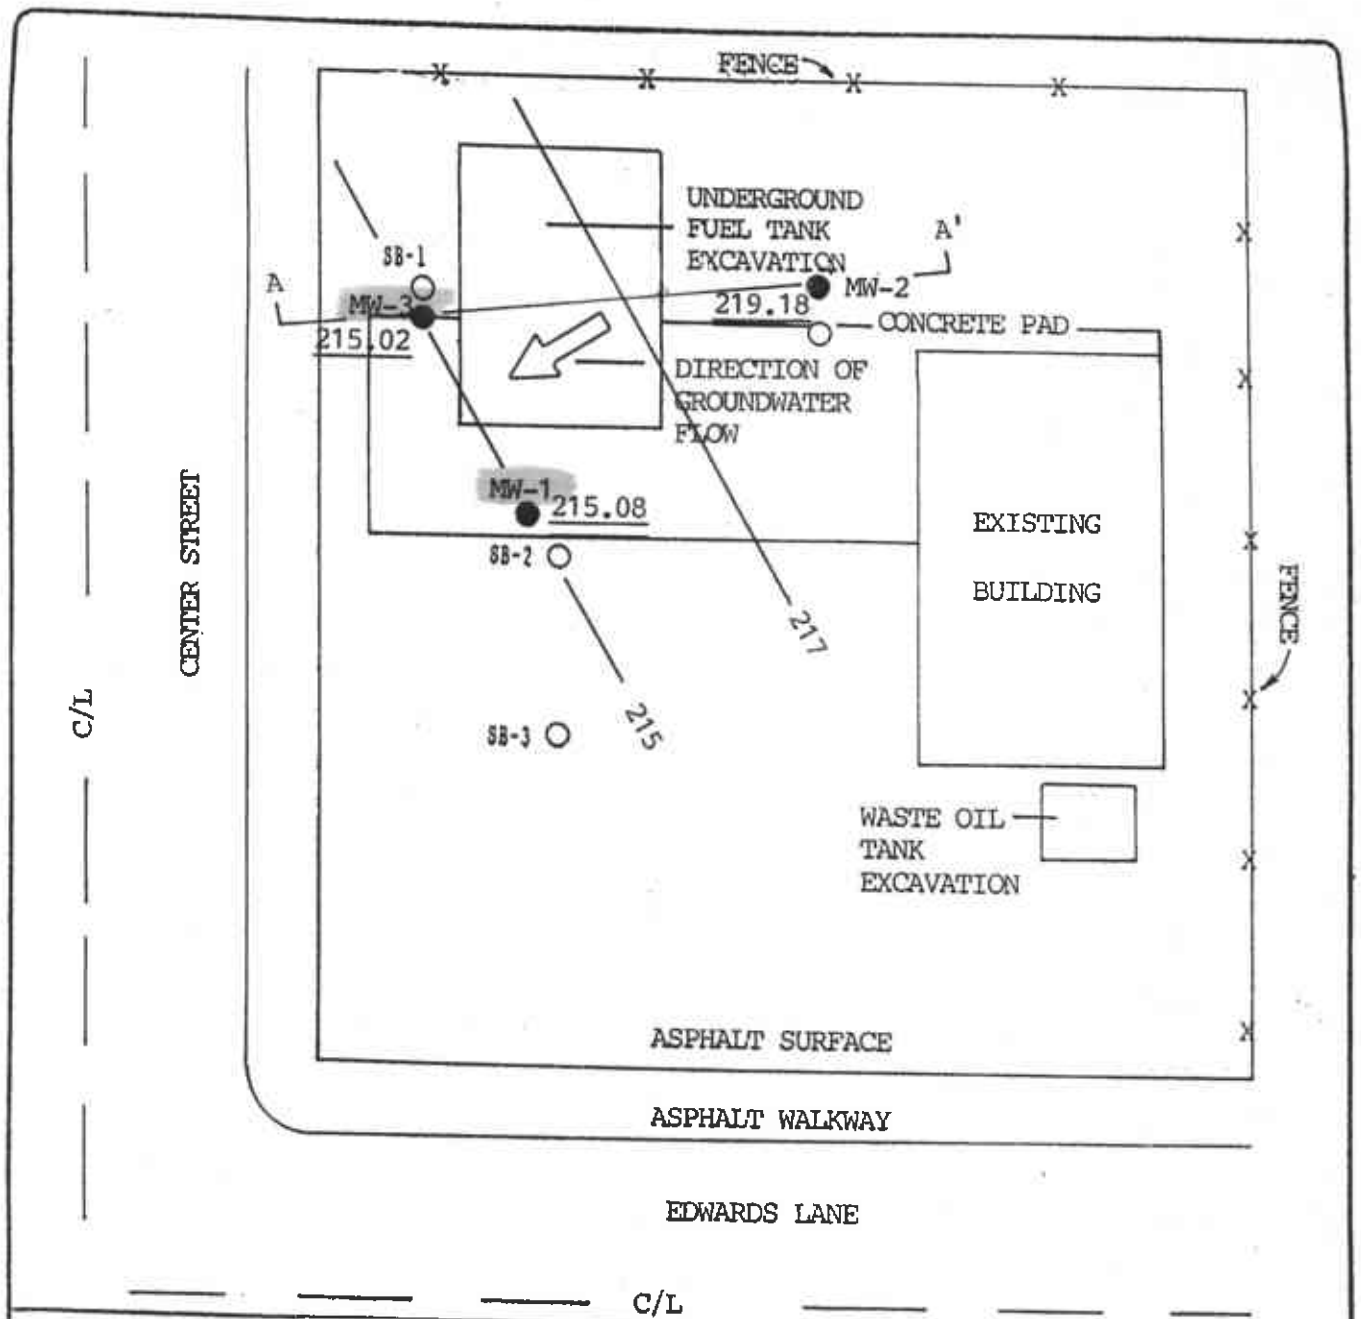 FENCE
X X X X
UNDERGROUND
FUEL TANK
EXCAVATION
A'
X
SB-1
A
MW-3
215.02
MW-2
219.18
CONCRETE PAD
DIRECTION OF
GROUNDWATER
FLOW
X
MW-1
215.08
SB-2
EXISTING
BUILDING
X
FENCE
CENTER STREET
217
C/L
SB-3
215
X
WASTE OIL
TANK
EXCAVATION
X
ASPHALT SURFACE
X
ASPHALT WALKWAY
EDWARDS LANE
C/L